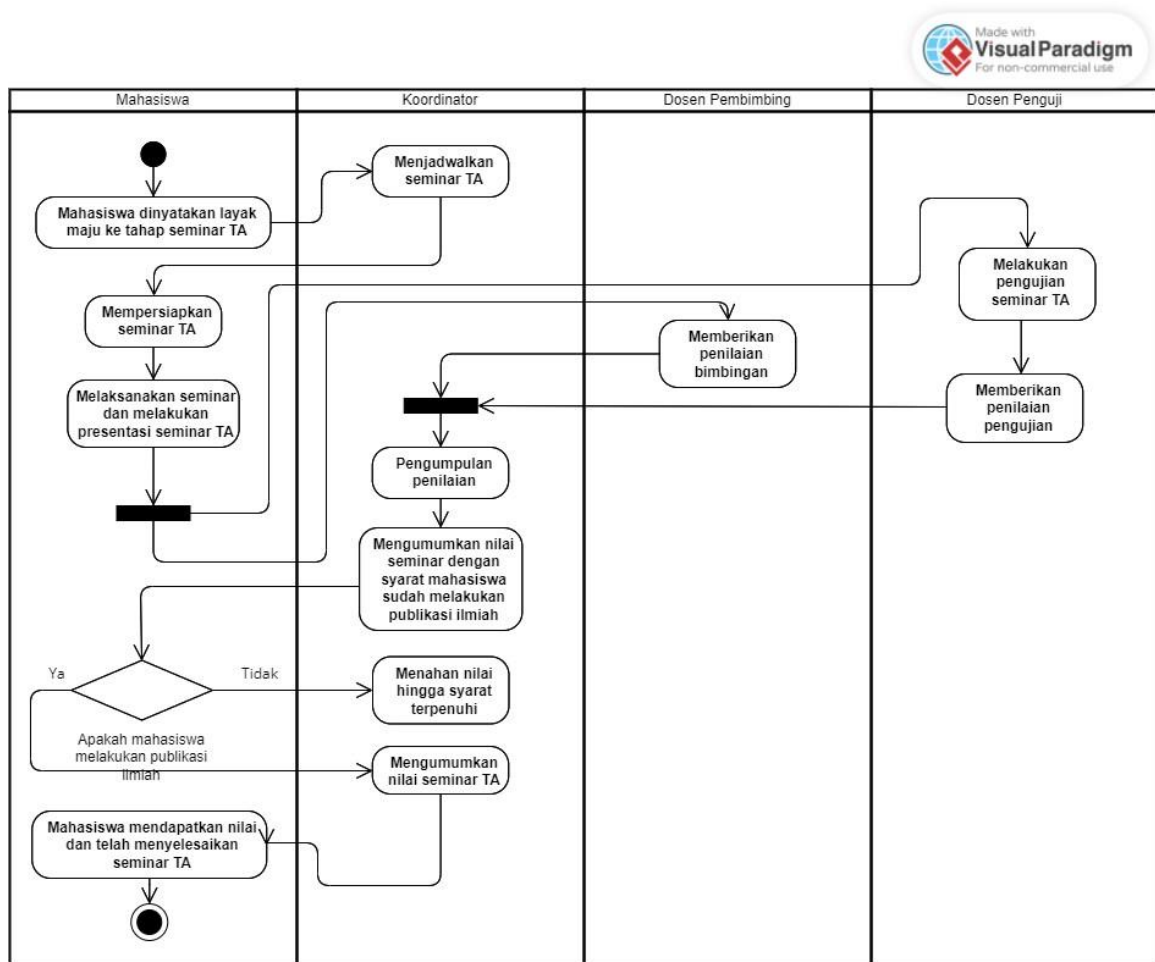 Made with
Visual Paradigm
For non-commercial use
Mahasiswa
Koordinator
Dosen Pembimbing
Dosen Penguji
Mahasiswa dinyatakan layak
maju ke tahap seminar TA
Menjadwalkan
seminar TA
Mempersiapkan
seminar TA
Melaksanakan seminar
dan melakukan
presentasi seminar TA
Memberikan
penilaian
bimbingan
Melakukan
pengujian
seminar TA
Memberikan
penilaian
pengujian
Pengumpulan
penilaian
Mengumumkan nilai
seminar dengan
syarat mahasiswa
sudah melakukan
publikasi ilmiah
Ya
Tidak
Apakah mahasiswa
melakukan publikasi
ilmiah
Menahan nilai
hingga syarat
terpenuhi
Mengumumkan
nilai seminar TA
Mahasiswa mendapatkan nilai
dan telah menyelesaikan
seminar TA